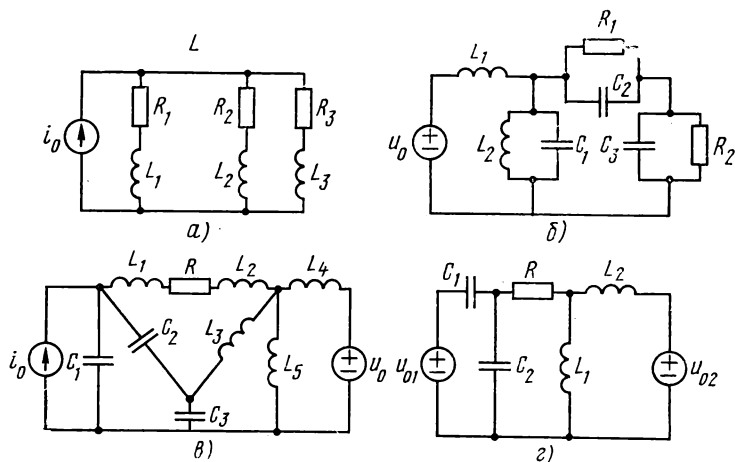 L
R₁ R₂ R₃
i₀
L₁ L₂ L₃
а)
R₁
L₁
C₂
u₀ L₂ C₁ C₃ R₂
б)
L₁ R L₂ L₄
i₀ C₁ C₂ L₃ L₅ u₀
C₃
в)
C₁ R L₂
u₀₁ C₂ L₁ u₀₂
г)